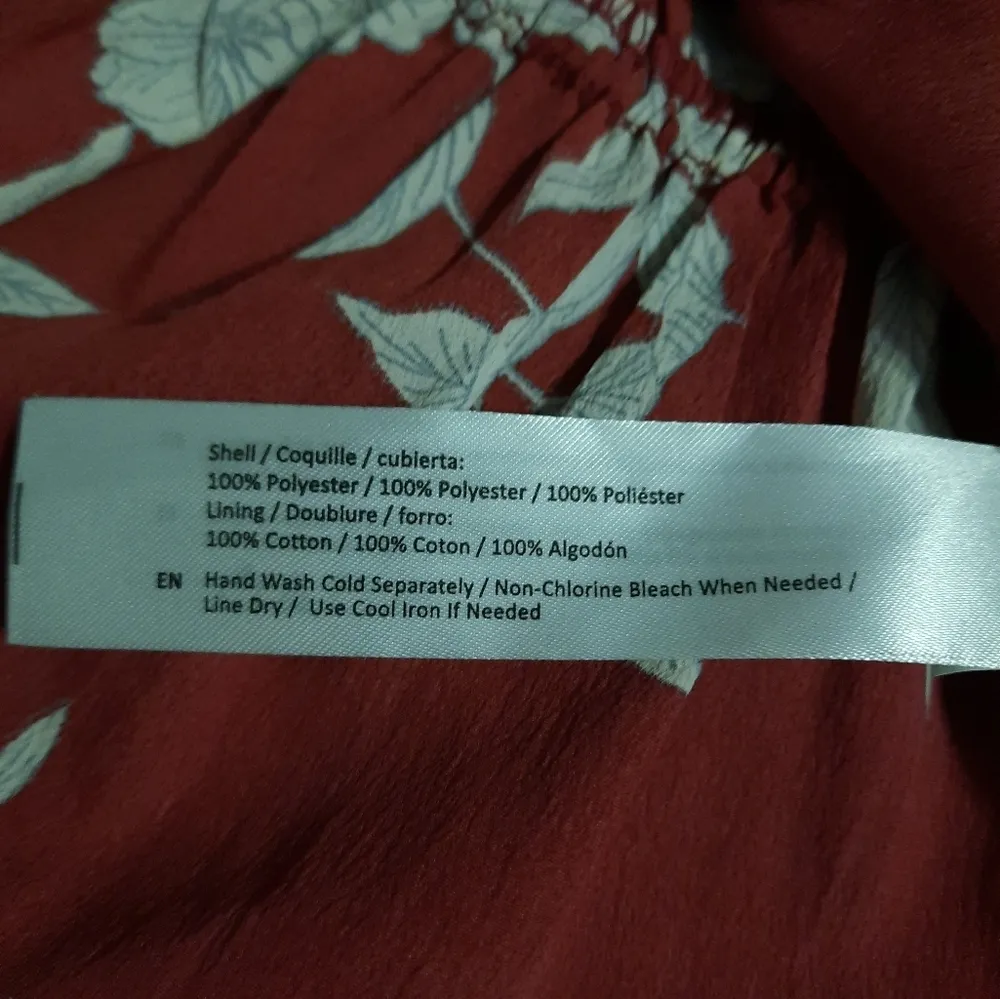 Shell / Coquille / cubierta:
100% Polyester / 100% Polyester / 100% Poliéster
Lining / Doublure / forro:
100% Cotton / 100% Coton / 100% Algodón
EN Hand Wash Cold Separately / Non-Chlorine Bleach When Needed /
Line Dry / Use Cool Iron If Needed